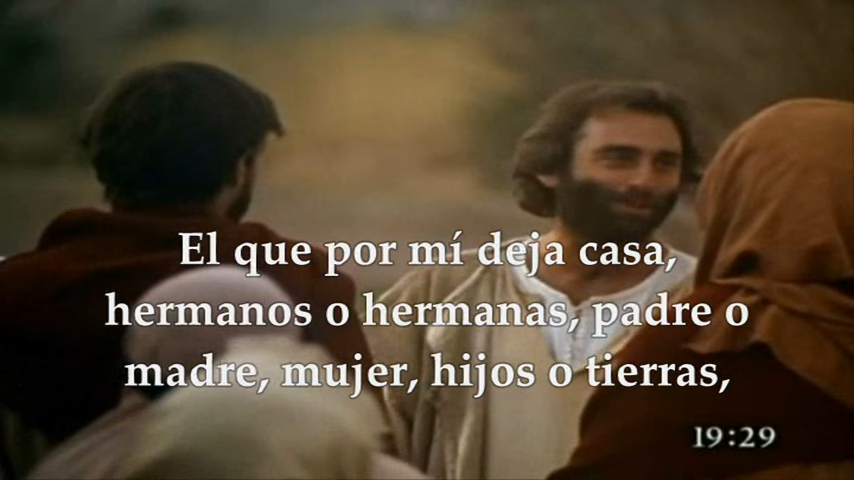 El que por mí deja casa,
hermanos o hermanas, padre o
madre, mujer, hijos o tierras,
19:29